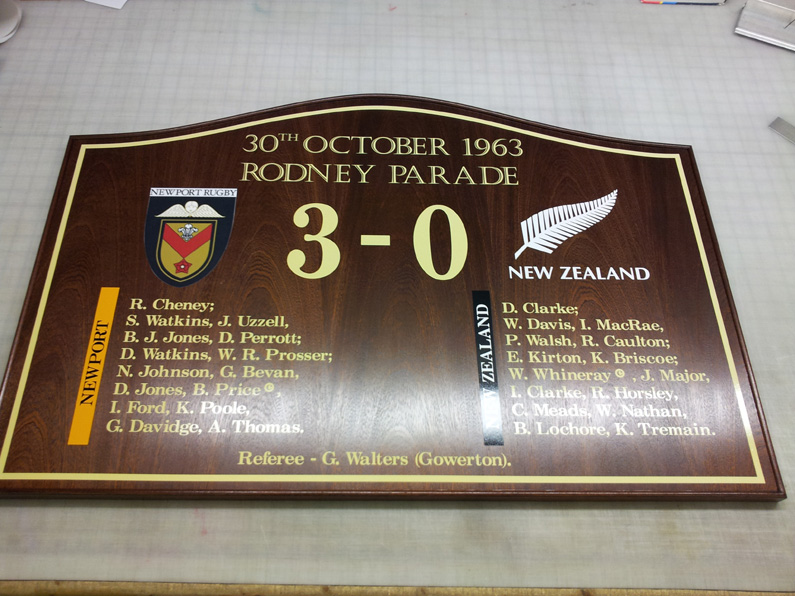 30TH OCTOBER 1963
RODNEY PARADE
NEWPORT RUGBY
3 - 0
NEW ZEALAND
NEWPORT
R. Cheney;
S. Watkins, J. Uzzell,
B. J. Jones, D. Perrott;
D. Watkins, W. R. Prosser;
N. Johnson, G. Bevan,
D. Jones, B. Price ©,
I. Ford, K. Poole,
G. Davidge, A. Thomas.
NEW ZEALAND
D. Clarke;
W. Davis, I. MacRae,
P. Walsh, R. Caulton;
E. Kirton, K. Briscoe;
W. Whineray © , J. Major,
I. Clarke, R. Horsley,
C. Meads, W. Nathan,
B. Lochore, K. Tremain.
Referee - G. Walters (Gowerton).